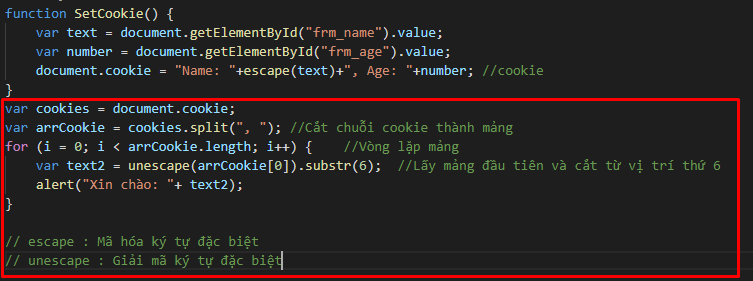 function SetCookie() {
    var text = document.getElementById("frm_name").value;
    var number = document.getElementById("frm_age").value;
    document.cookie = "Name: "+escape(text)+", Age: "+number; //cookie
}
var cookies = document.cookie;
var arrCookie = cookies.split(", "); //Cắt chuỗi cookie thành mảng
for (i = 0; i < arrCookie.length; i++) {    //Vòng lặp mảng
    var text2 = unescape(arrCookie[0]).substr(6);  //Lấy mảng đầu tiên và cắt từ vị trí thứ 6
    alert("Xin chào: "+ text2);
}
// escape : Mã hóa ký tự đặc biệt
// unescape : Giải mã ký tự đặc biệt